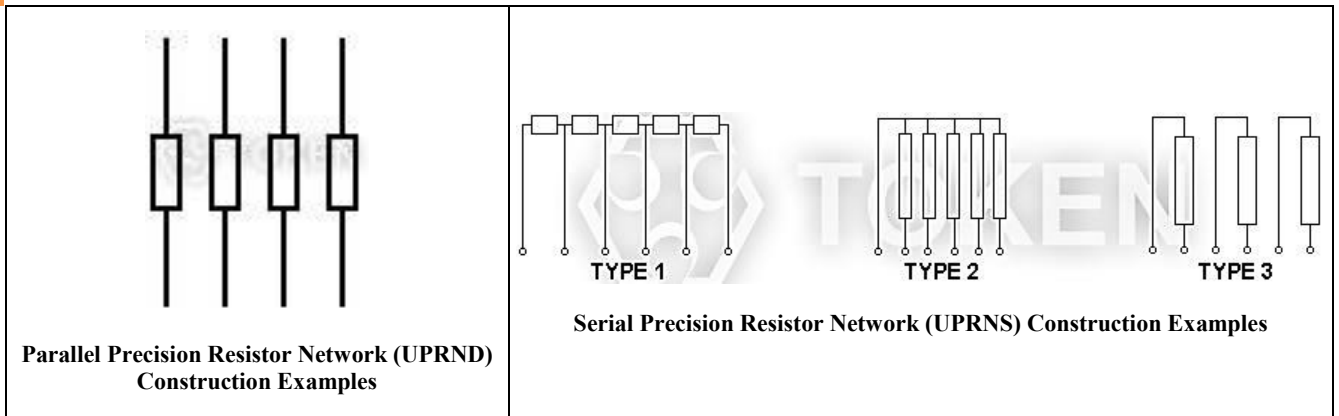 TOKEN
Parallel Precision Resistor Network (UPRND)
Construction Examples
TOKEN
TYPE 1
TYPE 2
TYPE 3
Serial Precision Resistor Network (UPRNS) Construction Examples